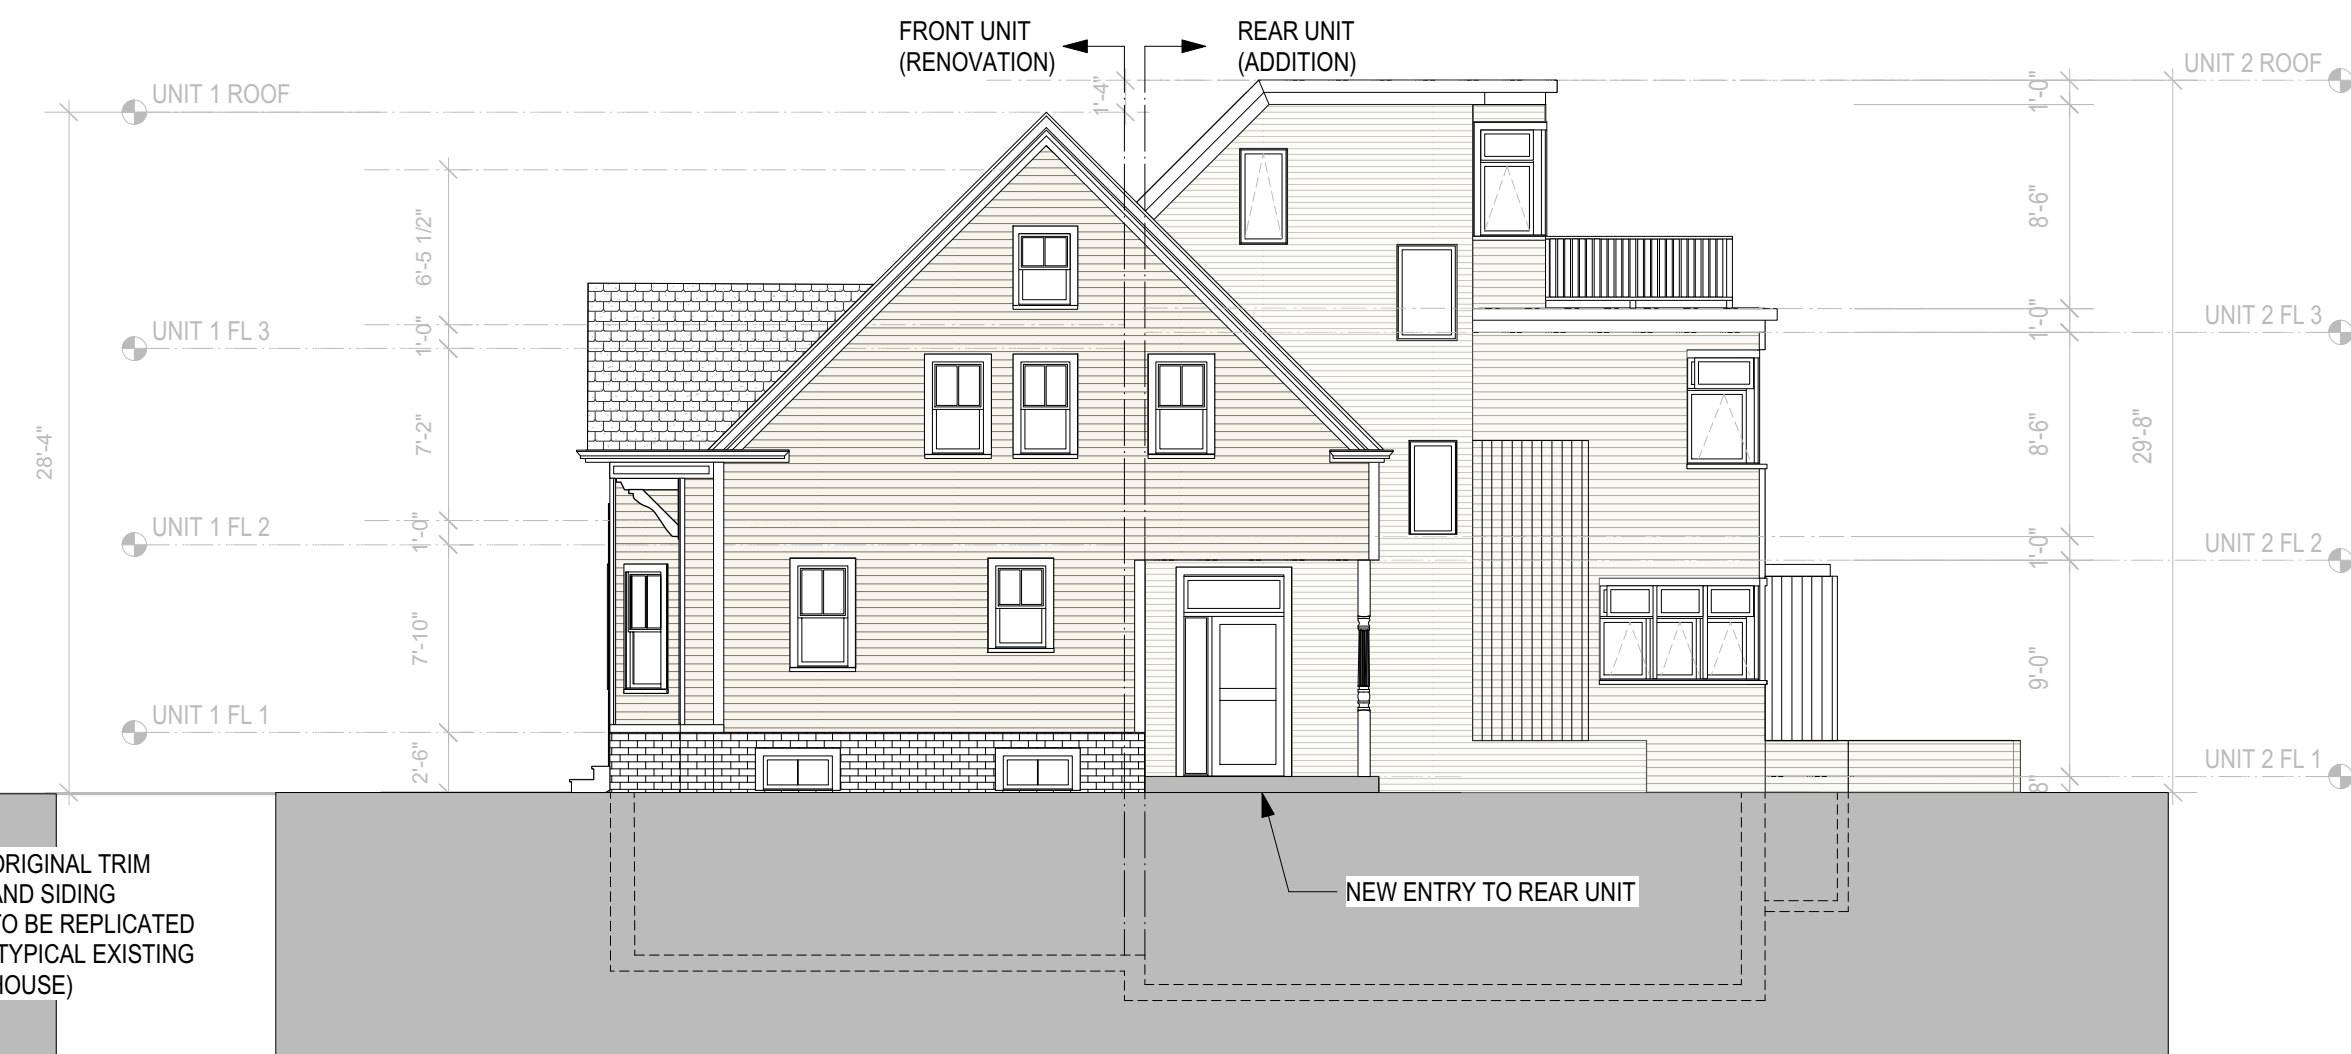 FRONT UNIT
(RENOVATION)
REAR UNIT
(ADDITION)
1'-4"
UNIT 1 ROOF
UNIT 2 ROOF
1'-0"
6'-5 1/2"
8'-6"
UNIT 1 FL 3
1'-0"
1'-0"
UNIT 2 FL 3
28'-4"
7'-2"
8'-6"
29'-8"
UNIT 1 FL 2
1'-0"
1'-0"
UNIT 2 FL 2
7'-10"
9'-0"
UNIT 1 FL 1
2'-6"
8"
UNIT 2 FL 1
NEW ENTRY TO REAR UNIT
ORIGINAL TRIM
AND SIDING
TO BE REPLICATED
TYPICAL EXISTING
HOUSE)